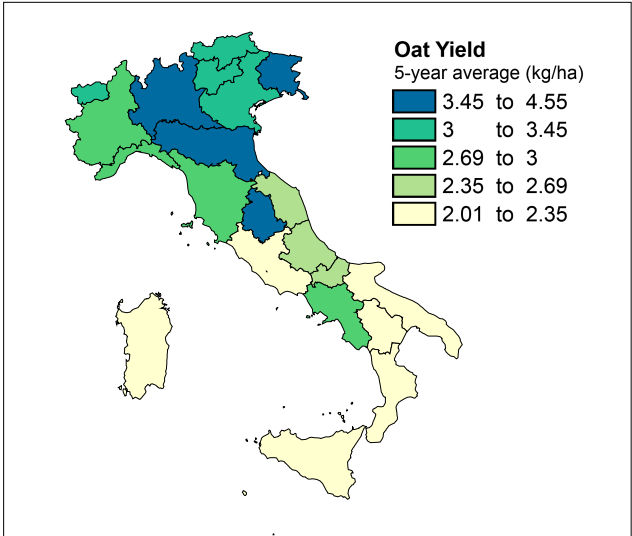 Oat Yield
5-year average (kg/ha)
3.45 to 4.55
3 to 3.45
2.69 to 3
2.35 to 2.69
2.01 to 2.35